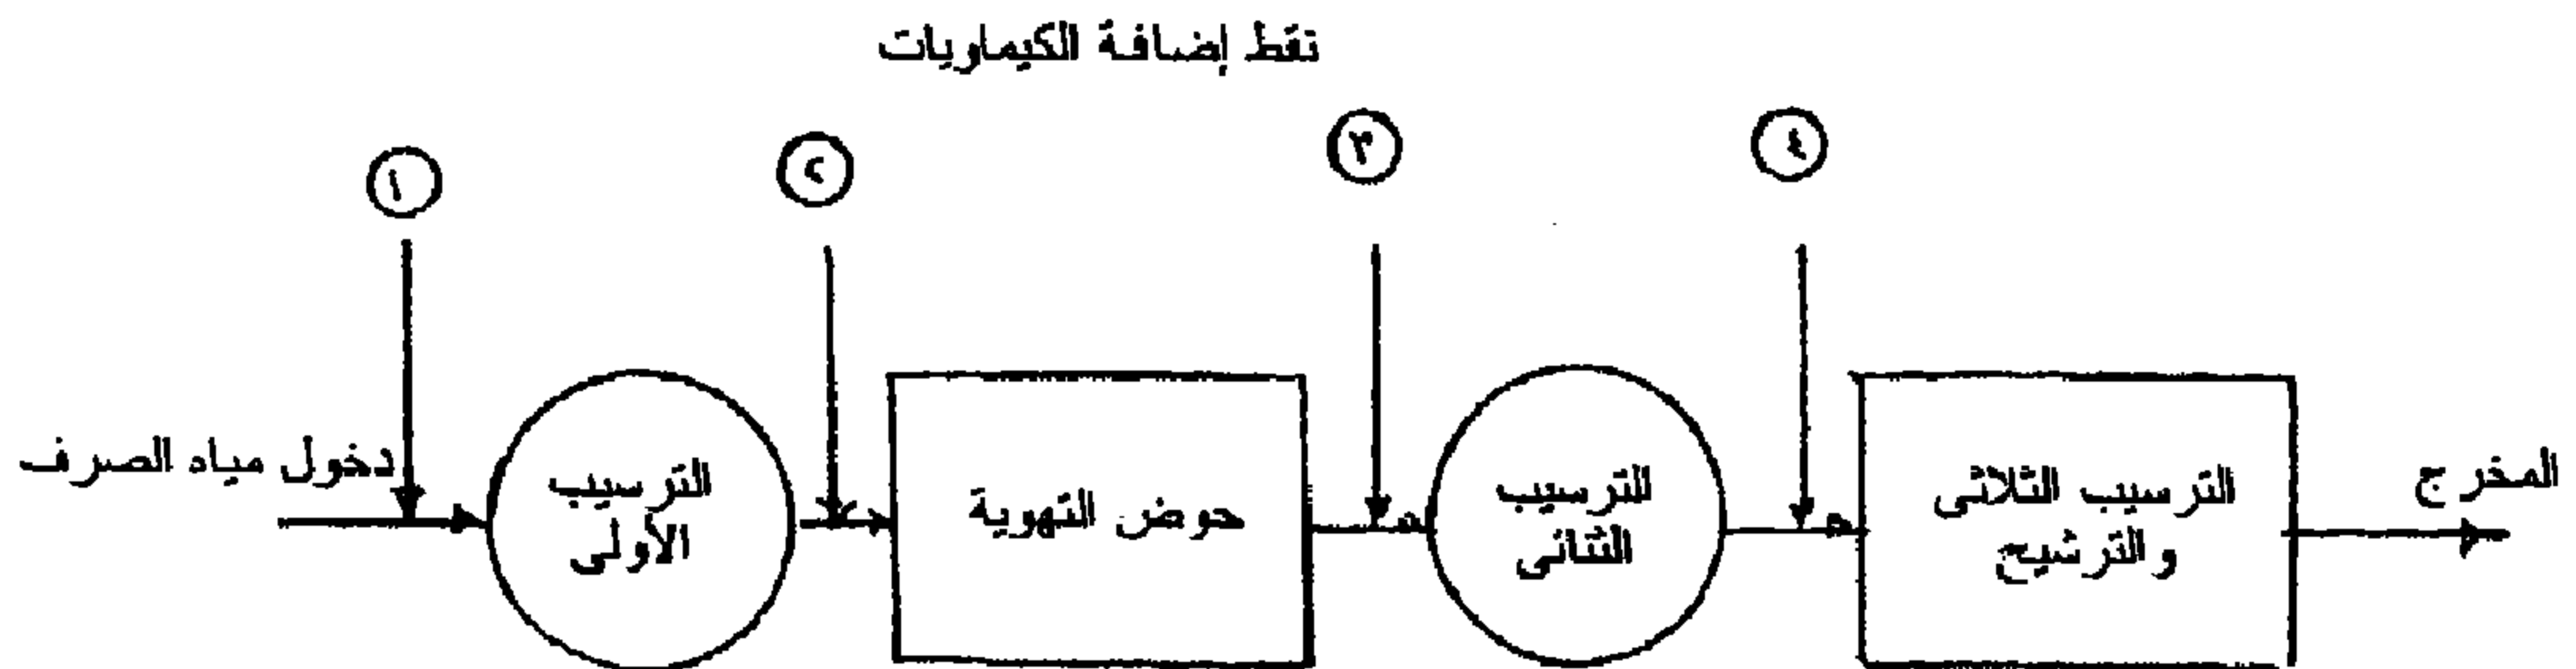 نقط إضافة الكيماويات
١
٢
٣
٤
دخول مياه الصرف
الترسيب
الأولى
حوض التهوية
الترسيب
الثنائى
الترسيب الثلاثى
والترشيح
المخرج